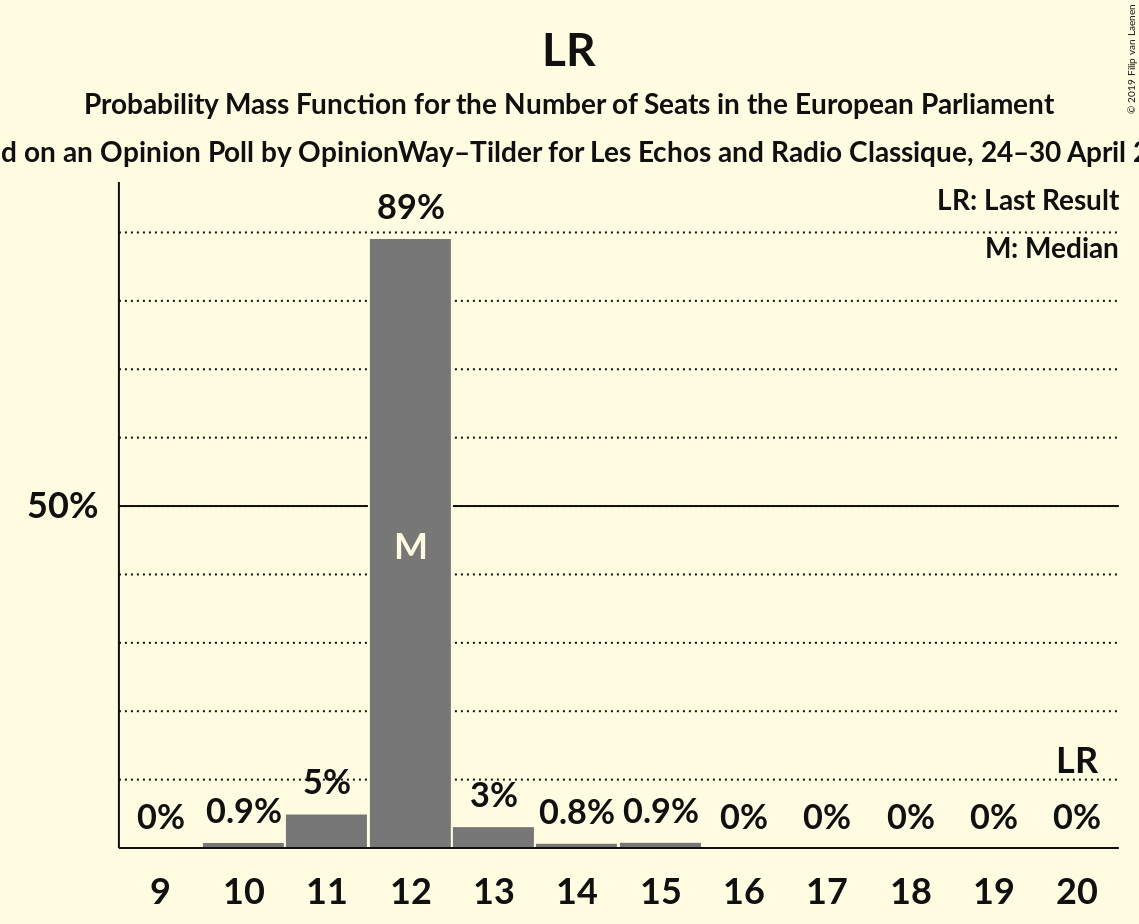 LR
Probability Mass Function for the Number of Seats in the European Parliament
d on an Opinion Poll by OpinionWay–Tilder for Les Echos and Radio Classique, 24–30 April 2
© 2019 Filip van Laenen
LR: Last Result
M: Median
89%
50%
M
LR
0% 0.9% 5% 3% 0.8% 0.9% 0% 0% 0% 0% 0%
9 10 11 12 13 14 15 16 17 18 19 20